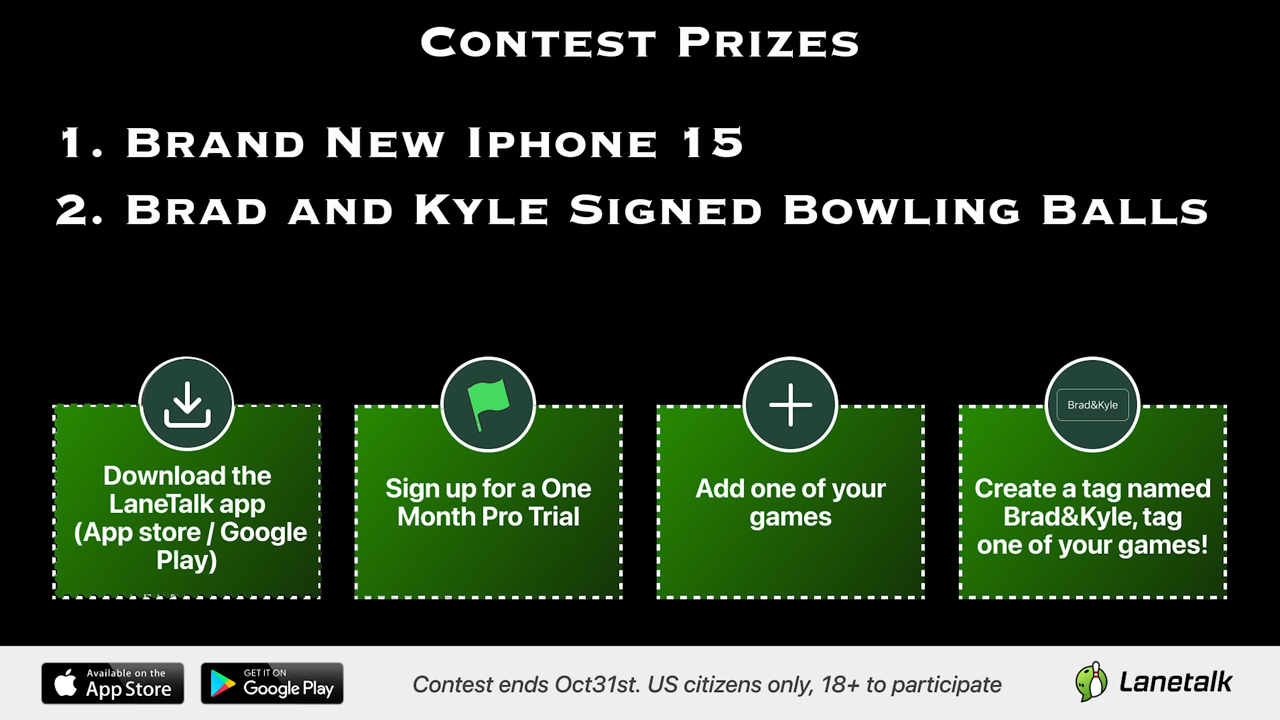 Contest Prizes
1. Brand New Iphone 15
2. Brad and Kyle Signed Bowling Balls
Download the
LaneTalk app
(App store / Google
Play)
Sign up for a One
Month Pro Trial
Add one of your
games
Brad&Kyle
Create a tag named
Brad&Kyle, tag
one of your games!
Available on the
App Store
GET IT ON
Google Play
Contest ends Oct31st. US citizens only, 18+ to participate
Lanetalk